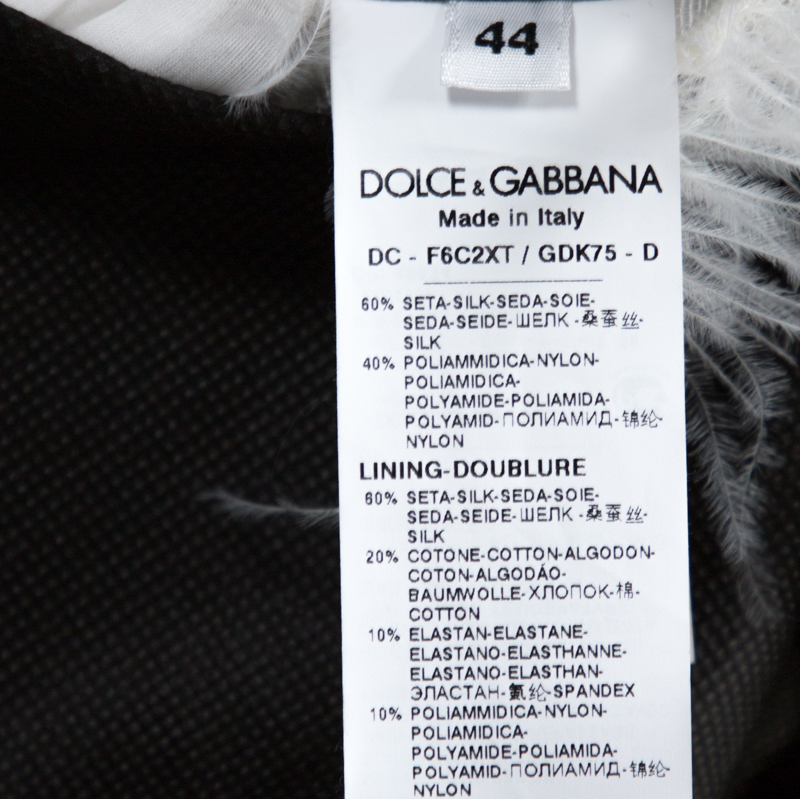 44
DOLCE & GABBANA
Made in Italy
DC - F6C2XT / GDK75 - D
60% SETA-SILK-SEDA-SOIE-
SEDA-SEIDE-ШЕЛК -桑蚕丝-
SILK
40% POLIAMMIDICA-NYLON-
POLIAMIDICA-
POLYAMIDE-POLIAMIDA-
POLYAMID-ПОЛИАМИД-锦纶-
NYLON
LINING-DOUBLURE
60% SETA-SILK-SEDA-SOIE-
SEDA-SEIDE-ШЕЛК -桑蚕丝-
SILK
20% COTONE-COTTON-ALGODON-
COTON-ALGODÁO-
BAUMWOLLE-ХЛОПОК-棉-
COTTON
10% ELASTAN-ELASTANE-
ELASTANO-ELASTHANNE-
ELASTANO-ELASTHAN-
ЭЛАСТАН-氨纶-SPANDEX
10% POLIAMMIDICA-NYLON-
POLIAMIDICA-
POLYAMIDE-POLIAMIDA-
POLYAMID-ПОЛИАМИД-锦纶-
NYLON